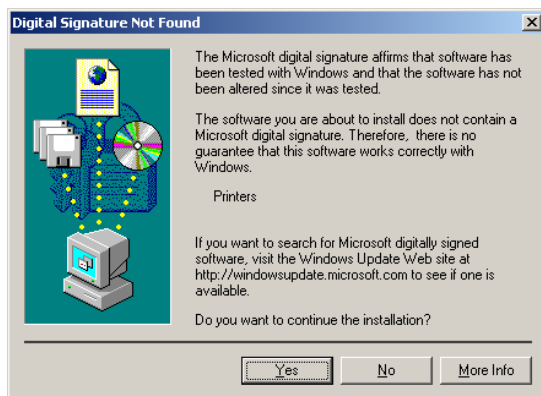 Digital Signature Not Found
The Microsoft digital signature affirms that software has
been tested with Windows and that the software has not
been altered since it was tested.
The software you are about to install does not contain a
Microsoft digital signature. Therefore, there is no
guarantee that this software works correctly with
Windows.
Printers
If you want to search for Microsoft digitally signed
software, visit the Windows Update Web site at
http://windowsupdate.microsoft.com to see if one is
available.
Do you want to continue the installation?
Yes No More Info